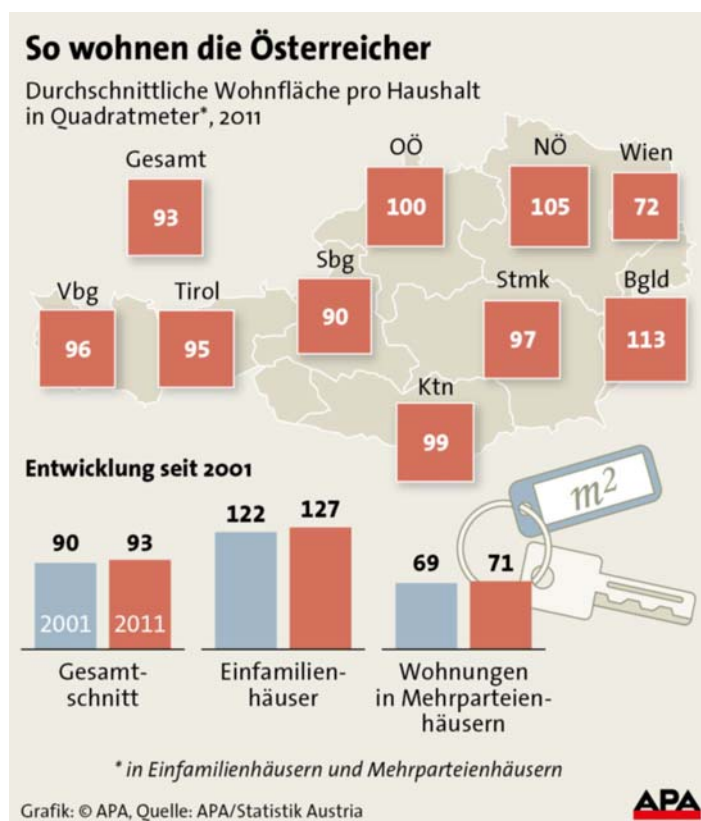 So wohnen die Österreicher
Durchschnittliche Wohnfläche pro Haushalt
in Quadratmeter*, 2011
Gesamt
93
OÖ
100
NÖ
105
Wien
72
Vbg
96
Tirol
95
Sbg
90
Stmk
97
Bgld
113
Ktn
99
Entwicklung seit 2001
m²
90
93
2001
2011
Gesamt-
schnitt
122
127
Einfamilien-
häuser
69
71
Wohnungen
in Mehrparteien-
häusern
* in Einfamilienhäusern und Mehrparteienhäusern
Grafik: © APA, Quelle: APA/Statistik Austria
APA